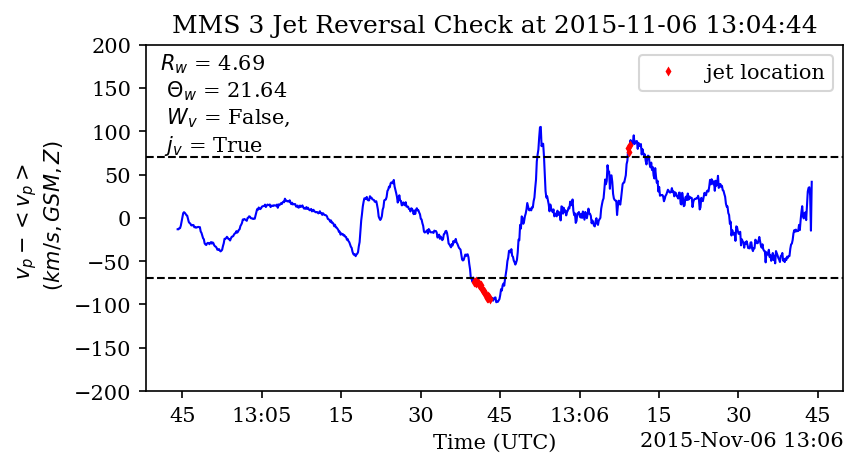 MMS 3 Jet Reversal Check at 2015-11-06 13:04:44
R_w = 4.69
Θ_w = 21.64
W_v = False,
j_v = True
jet location
v_p − <v_p>
(km/s, GSM, Z)
200
150
100
50
0
−50
−100
−150
−200
45 13:05 15 30 45 13:06 15 30 45
Time (UTC)
2015-Nov-06 13:06